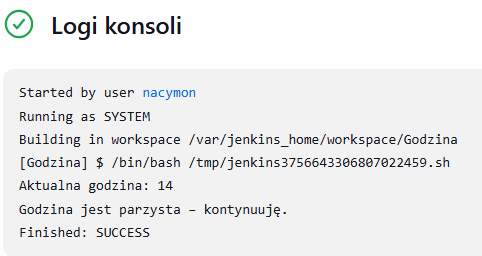 Logi konsoli
Started by user nacymon
Running as SYSTEM
Building in workspace /var/jenkins_home/workspace/Godzina
[Godzina] $ /bin/bash /tmp/jenkins3756643306807022459.sh
Aktualna godzina: 14
Godzina jest parzysta – kontynuuję.
Finished: SUCCESS